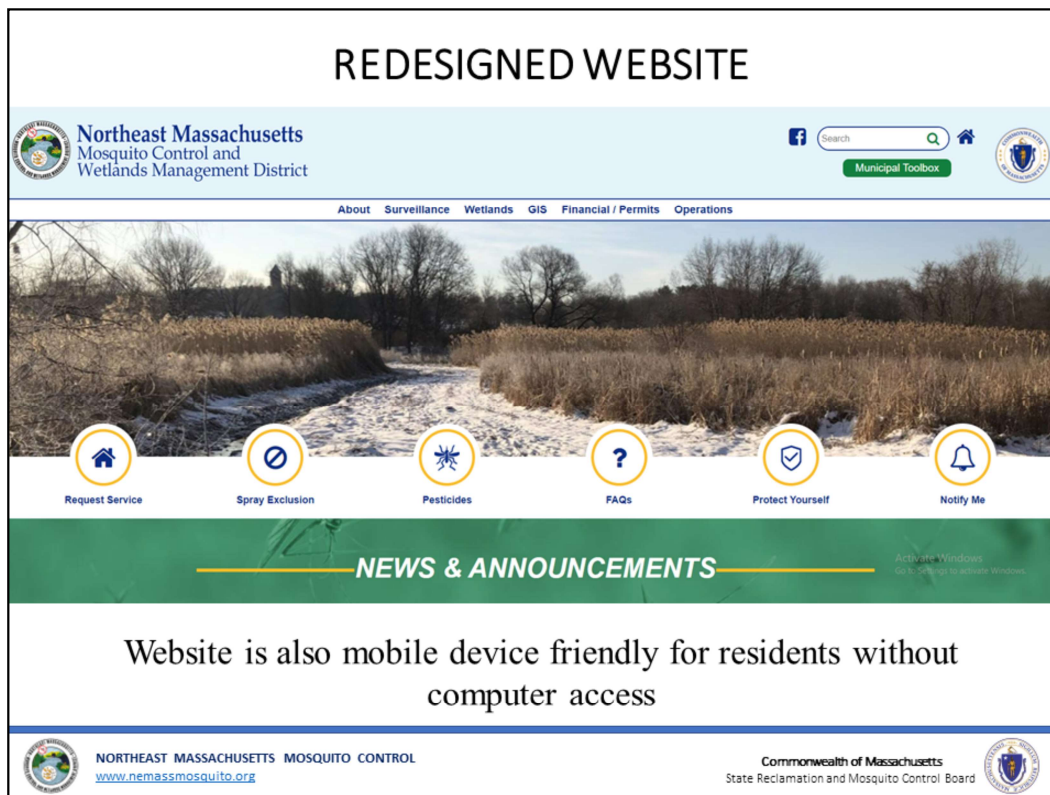 REDESIGNED WEBSITE
Northeast Massachusetts
Mosquito Control and
Wetlands Management District
Search
Municipal Toolbox
About Surveillance Wetlands GIS Financial / Permits Operations
Request Service Spray Exclusion Pesticides FAQs Protect Yourself Notify Me
NEWS & ANNOUNCEMENTS
Activate Windows
Go to Settings to activate Windows.
Website is also mobile device friendly for residents without
computer access
NORTHEAST MASSACHUSETTS MOSQUITO CONTROL
www.nemassmosquito.org
Commonwealth of Massachusetts
State Reclamation and Mosquito Control Board